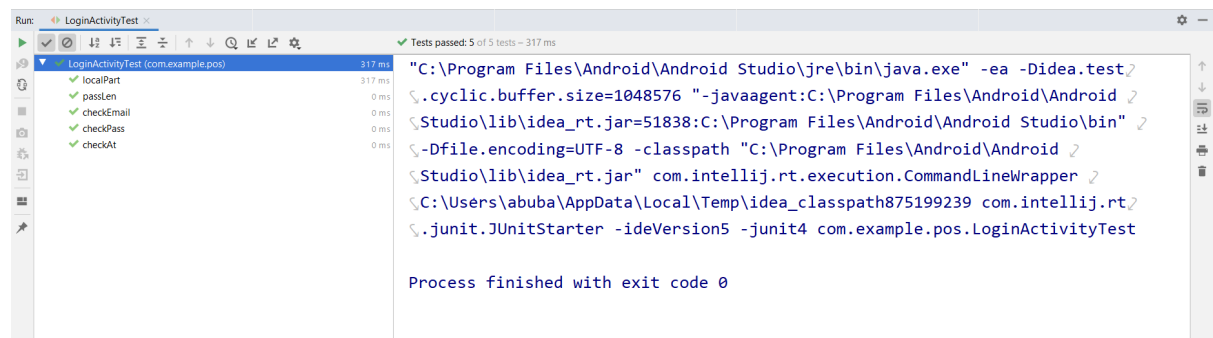 Run: LoginActivityTest
Tests passed: 5 of 5 tests – 317 ms
LoginActivityTest (com.example.pos) 317 ms
localPart 317 ms
passLen 0 ms
checkEmail 0 ms
checkPass 0 ms
checkAt 0 ms
"C:\Program Files\Android\Android Studio\jre\bin\java.exe" -ea -Didea.test
.cyclic.buffer.size=1048576 "-javaagent:C:\Program Files\Android\Android
Studio\lib\idea_rt.jar=51838:C:\Program Files\Android\Android Studio\bin"
-Dfile.encoding=UTF-8 -classpath "C:\Program Files\Android\Android
Studio\lib\idea_rt.jar" com.intellij.rt.execution.CommandLineWrapper
C:\Users\abuba\AppData\Local\Temp\idea_classpath875199239 com.intellij.rt
.junit.JUnitStarter -ideVersion5 -junit4 com.example.pos.LoginActivityTest
Process finished with exit code 0